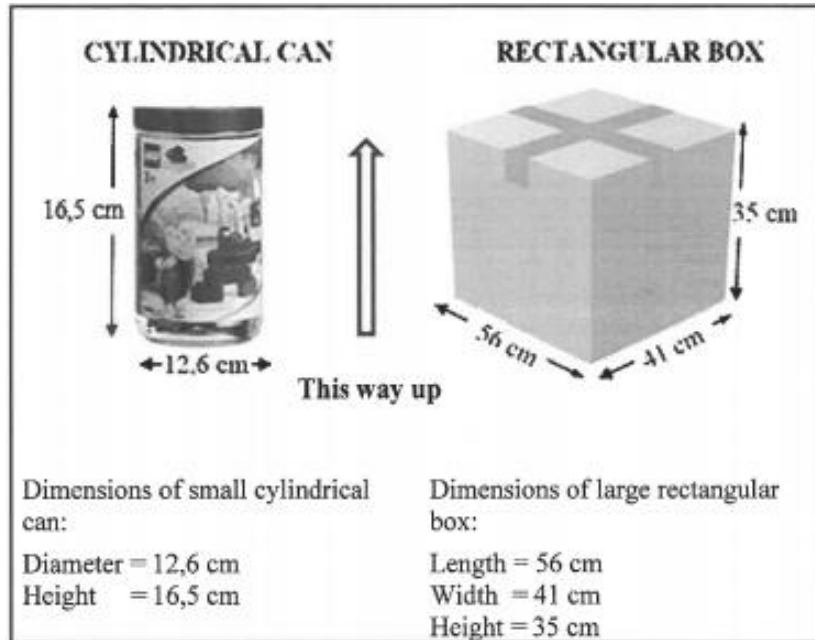 CYLINDRICAL CAN
RECTANGULAR BOX
16,5 cm
12,6 cm
This way up
35 cm
56 cm
41 cm
Dimensions of small cylindrical
can:
Diameter = 12,6 cm
Height = 16,5 cm
Dimensions of large rectangular
box:
Length = 56 cm
Width = 41 cm
Height = 35 cm